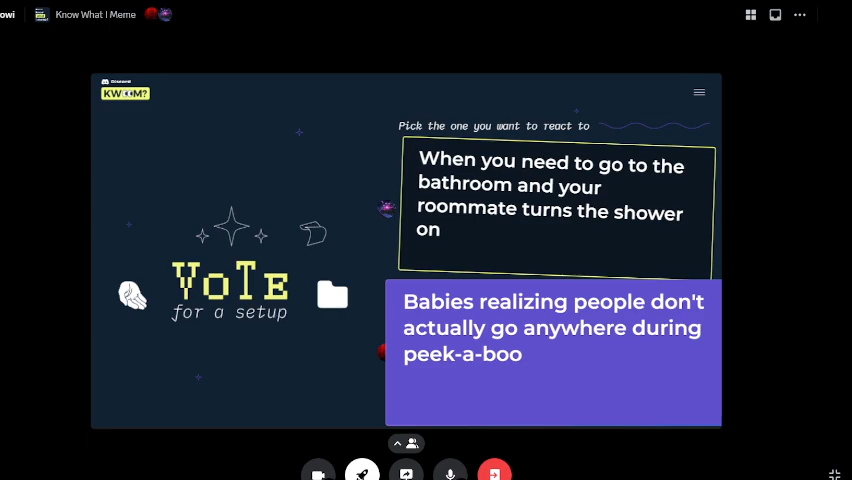 owi
Know What I Meme
Discord
KWIM?
Pick the one you want to react to
When you need to go to the
bathroom and your
roommate turns the shower
on
VOTE
for a setup
Babies realizing people don't
actually go anywhere during
peek-a-boo